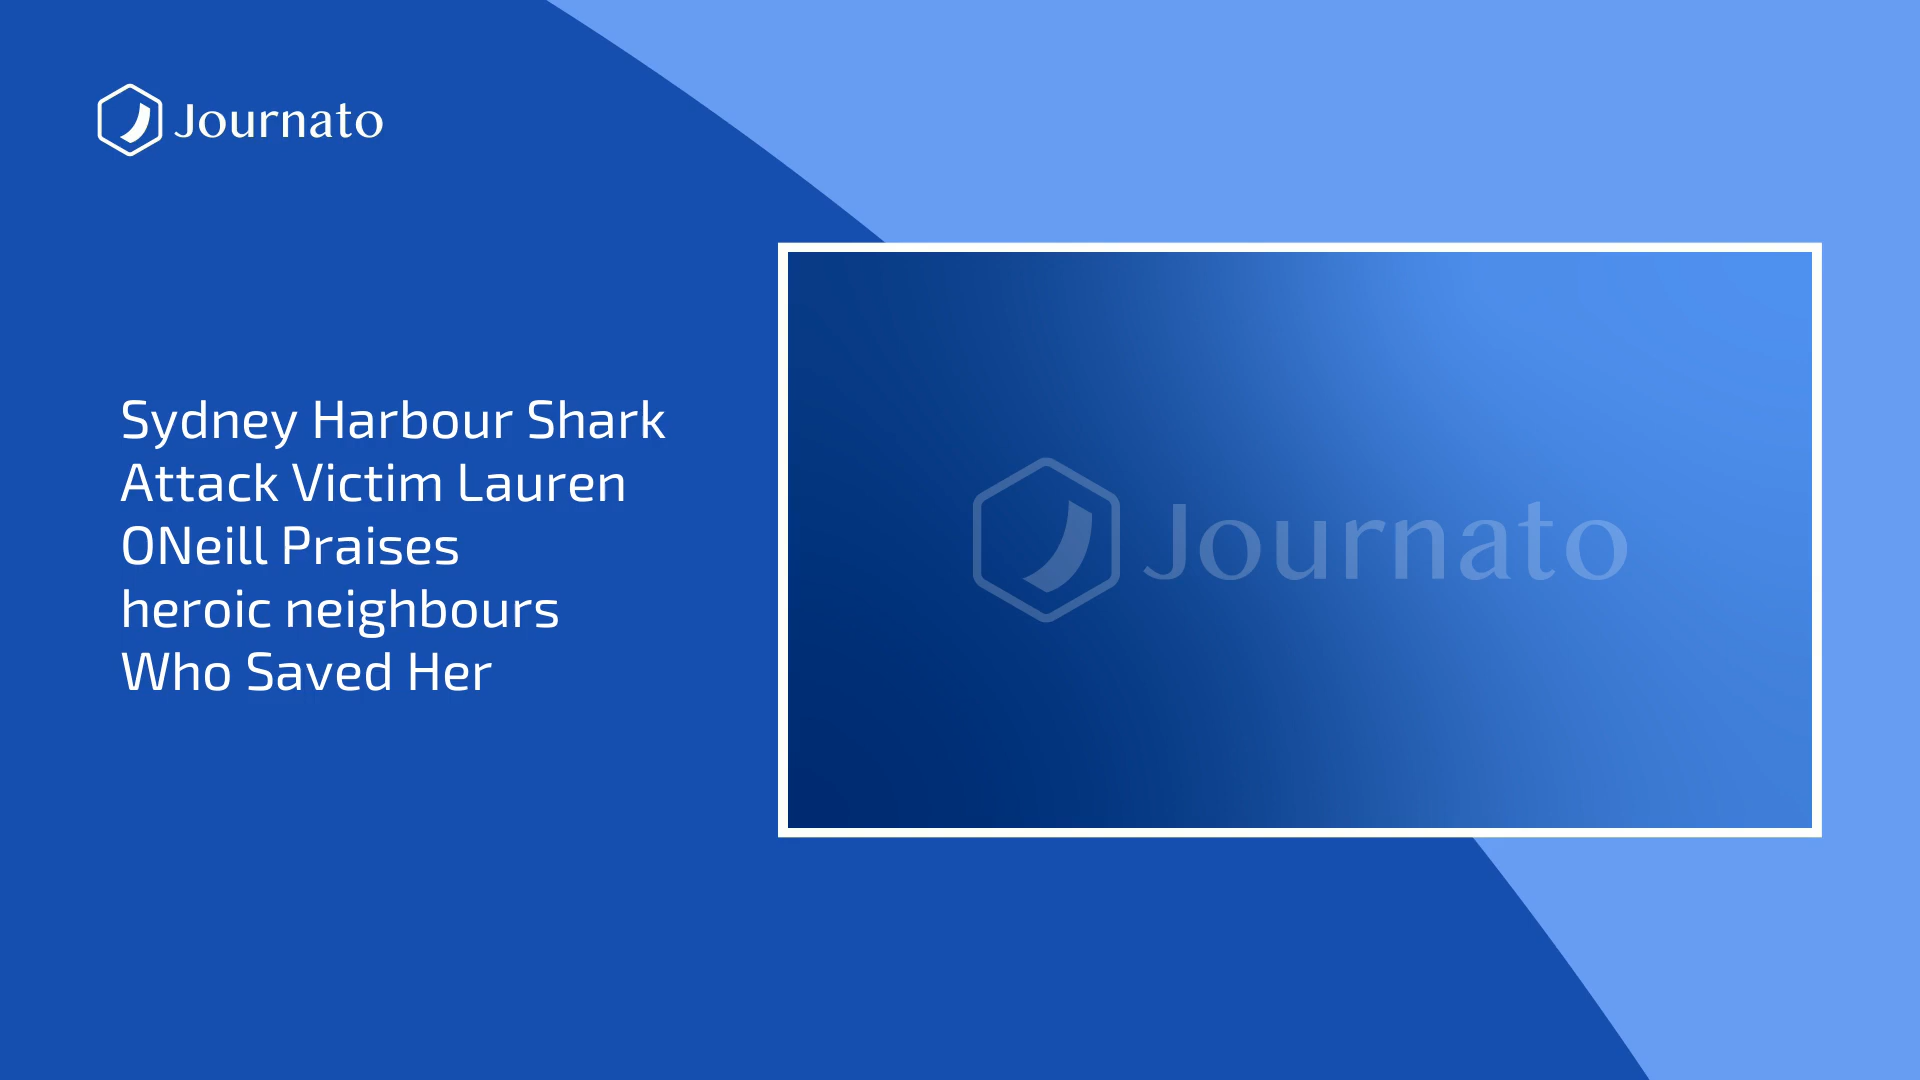 Journato
Sydney Harbour Shark
Attack Victim Lauren
ONeill Praises
heroic neighbours
Who Saved Her
Journato